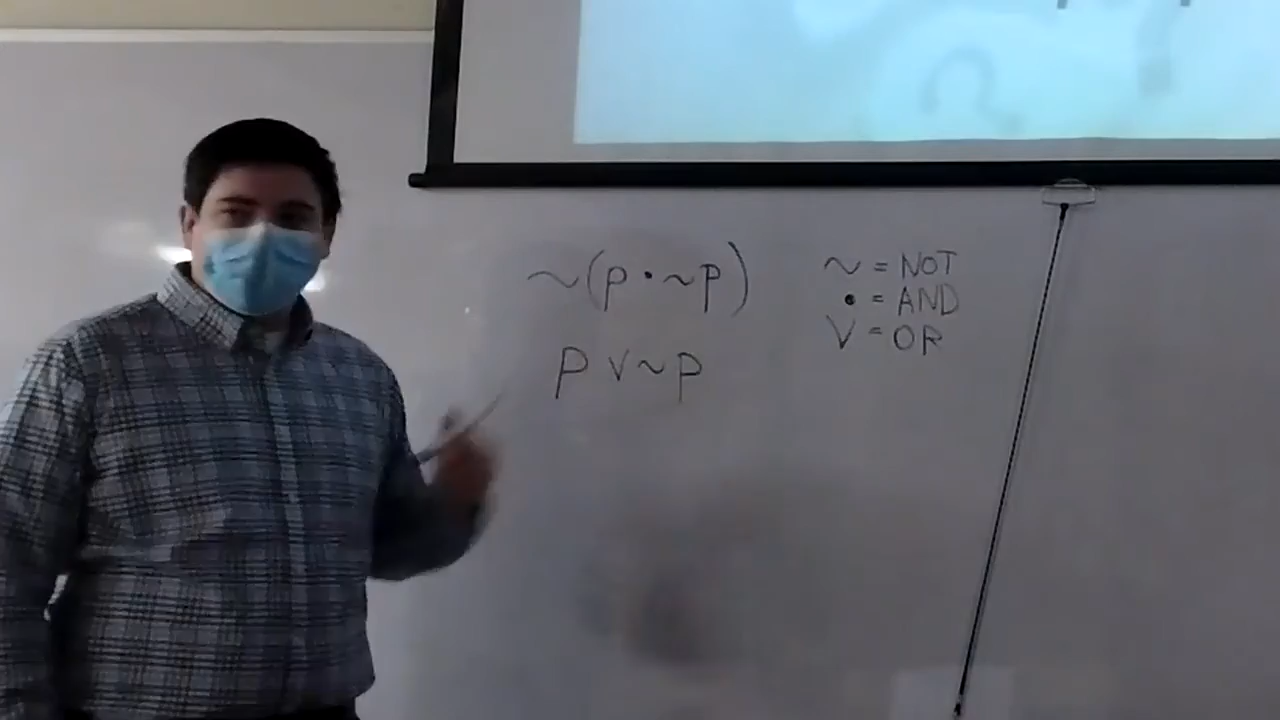 ~(p • ~p)
p v ~p
~ = NOT
• = AND
V = OR